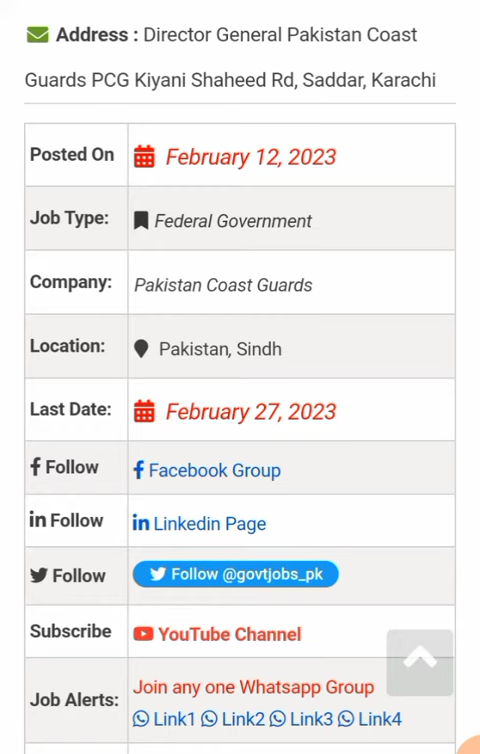 Address : Director General Pakistan Coast
Guards PCG Kiyani Shaheed Rd, Saddar, Karachi
Posted On February 12, 2023
Job Type: Federal Government
Company: Pakistan Coast Guards
Location: Pakistan, Sindh
Last Date: February 27, 2023
Follow Facebook Group
Follow Linkedin Page
Follow Follow @govtjobs_pk
Subscribe YouTube Channel
Job Alerts: Join any one Whatsapp Group
Link1 Link2 Link3 Link4